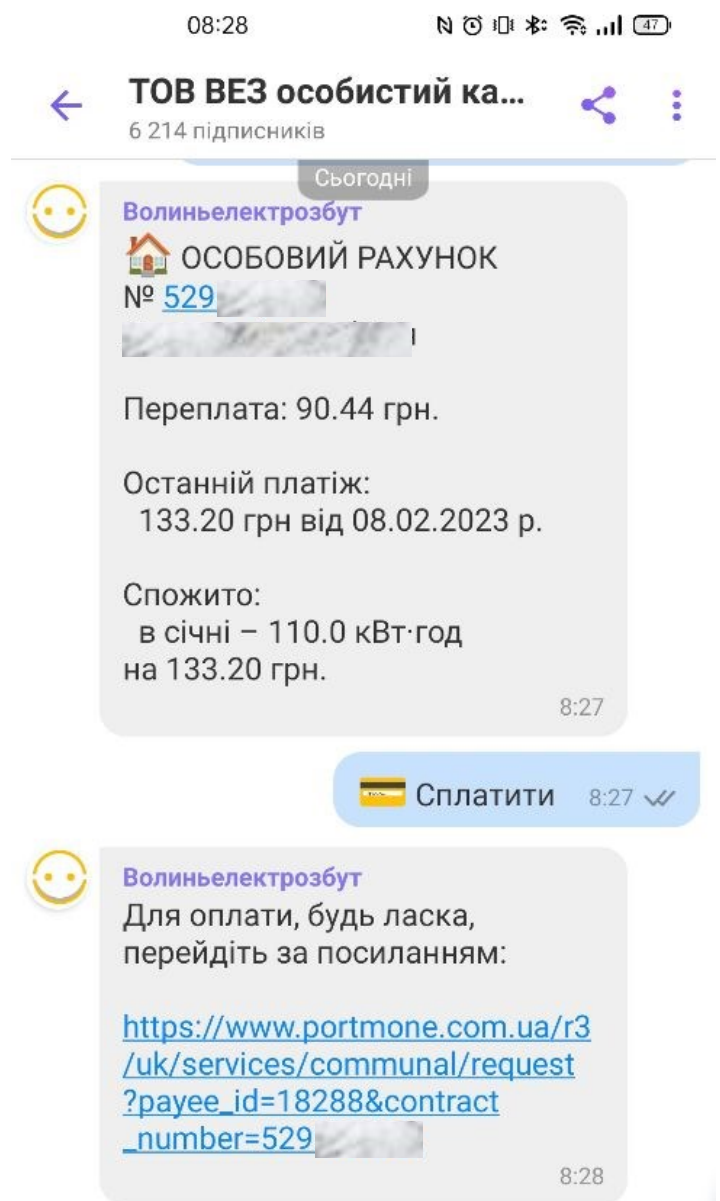 08:28
47
ТОВ ВЕЗ особистий ка...
6 214 підписників
Сьогодні
Волиньелектрозбут
ОСОБОВИЙ РАХУНОК
№ 529
Переплата: 90.44 грн.
Останній платіж:
133.20 грн від 08.02.2023 р.
Спожито:
в січні – 110.0 кВт·год
на 133.20 грн.
8:27
Сплатити 8:27
Волиньелектрозбут
Для оплати, будь ласка,
перейдіть за посиланням:
https://www.portmone.com.ua/r3
/uk/services/communal/request
?payee_id=18288&contract
_number=529
8:28